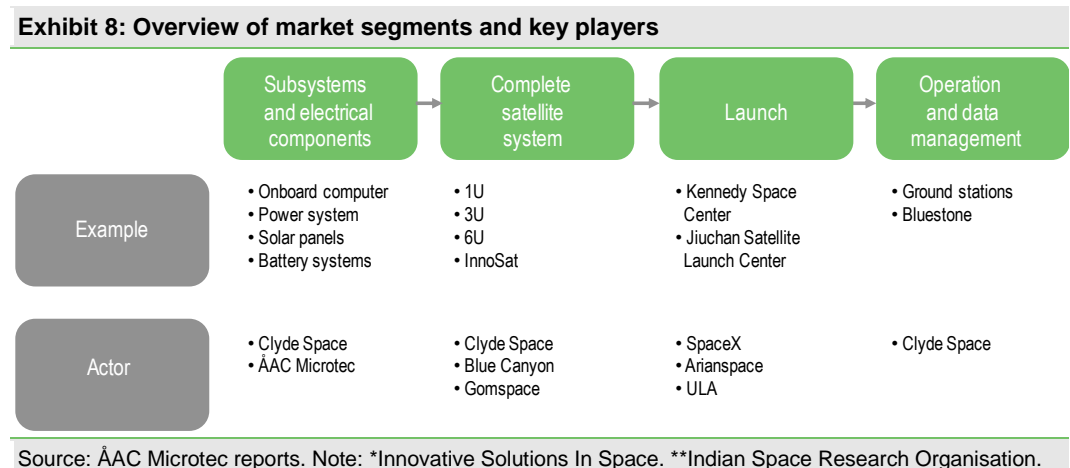 Exhibit 8: Overview of market segments and key players
Subsystems
and electrical
components
Complete
satellite
system
Launch
Operation
and data
management
Example
• Onboard computer
• Power system
• Solar panels
• Battery systems
• 1U
• 3U
• 6U
• InnoSat
• Kennedy Space
Center
• Jiuchan Satellite
Launch Center
• Ground stations
• Bluestone
Actor
• Clyde Space
• ÅAC Microtec
• Clyde Space
• Blue Canyon
• Gomspace
• SpaceX
• Arianspace
• ULA
• Clyde Space
Source: ÅAC Microtec reports. Note: *Innovative Solutions In Space. **Indian Space Research Organisation.